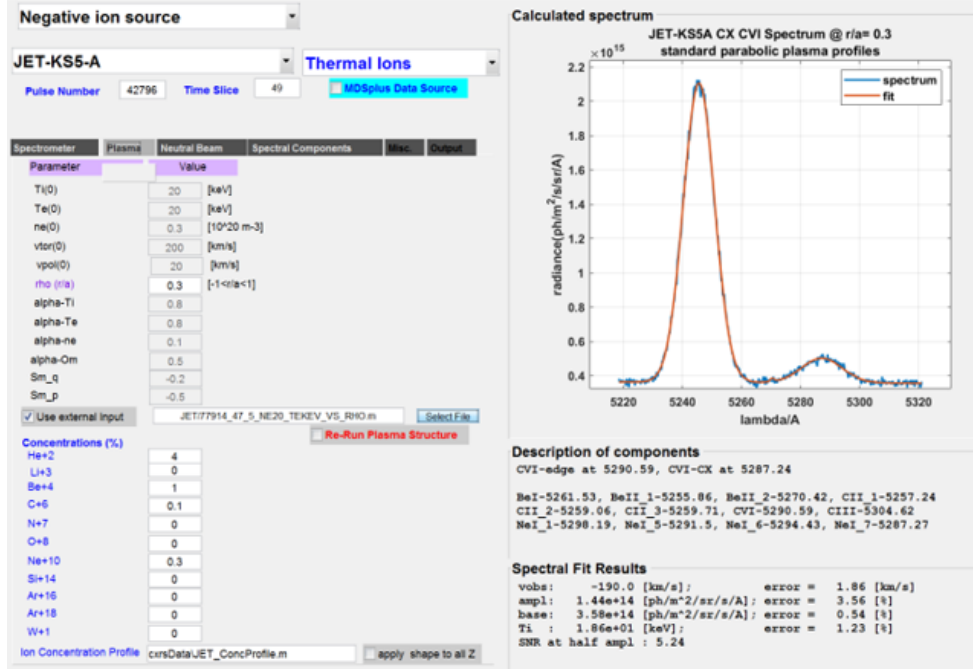 Negative ion source
JET-KS5-A
Thermal Ions
Pulse Number 42796 Time Slice 49 MDSplus Data Source
Spectrometer Plasma Neutral Beam Spectral Components Misc. Output
Parameter Value
Ti(0) 20 [keV]
Te(0) 20 [keV]
ne(0) 0.3 [10^20 m-3]
vtor(0) 200 [km/s]
vpol(0) 20 [km/s]
rho (r/a) 0.3 [-1<r/a<1]
alpha-Ti 0.8
alpha-Te 0.8
alpha-ne 0.1
alpha-Om 0.5
Sm_q -0.2
Sm_p -0.5
Use external Input JET/77914_47_5_NE20_TEKEV_VS_RHO.m Select File
Re-Run Plasma Structure
Concentrations (%)
He+2 4
Li+3 0
Be+4 1
C+6 0.1
N+7 0
O+8 0
Ne+10 0.3
Si+14 0
Ar+16 0
Ar+18 0
W+1 0
Ion Concentration Profile cxrsData/JET_ConcProfile.m apply shape to all Z
Calculated spectrum
JET-KS5A CX CVI Spectrum @ r/a= 0.3
standard parabolic plasma profiles
×10^15
2.2
2
1.8
1.6
1.4
1.2
1
0.8
0.6
0.4
radiance(ph/m^2/s/sr/A)
spectrum
fit
5220 5240 5260 5280 5300 5320
lambda/A
Description of components
CVI-edge at 5290.59, CVI-CX at 5287.24
BeI-5261.53, BeII_1-5255.86, BeII_2-5270.42, CII_1-5257.24
CII_2-5259.06, CII_3-5259.71, CVI-5290.59, CIII-5304.62
NeI_1-5298.19, NeI_5-5291.5, NeI_6-5294.43, NeI_7-5287.27
Spectral Fit Results
vobs: -190.0 [km/s]; error = 1.86 [km/s]
ampl: 1.44e+14 [ph/m^2/sr/s/A]; error = 3.56 [%]
base: 3.58e+14 [ph/m^2/sr/s/A]; error = 0.54 [%]
Ti : 1.86e+01 [keV]; error = 1.23 [%]
SNR at half ampl : 5.24